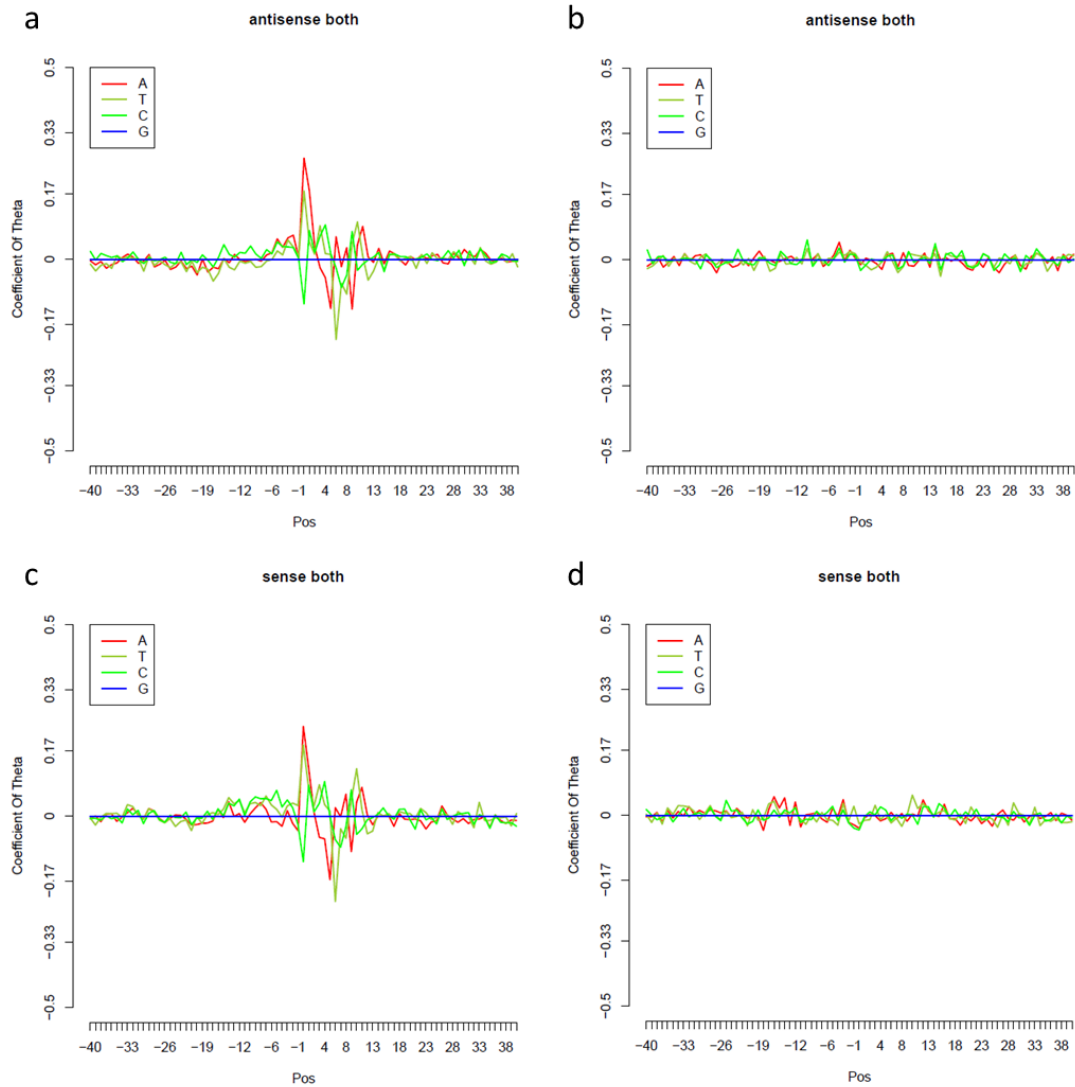 a
antisense both
0.5
0.33
0.17
0
−0.17
−0.33
−0.5
Coefficient Of Theta
A
T
C
G
−40 −33 −26 −19 −12 −6 −1 4 8 13 18 23 28 33 38
Pos
b
antisense both
0.5
0.33
0.17
0
−0.17
−0.33
−0.5
Coefficient Of Theta
A
T
C
G
−40 −33 −26 −19 −12 −6 −1 4 8 13 18 23 28 33 38
Pos
c
sense both
0.5
0.33
0.17
0
−0.17
−0.33
−0.5
Coefficient Of Theta
A
T
C
G
−40 −33 −26 −19 −12 −6 −1 4 8 13 18 23 28 33 38
Pos
d
sense both
0.5
0.33
0.17
0
−0.17
−0.33
−0.5
Coefficient Of Theta
A
T
C
G
−40 −33 −26 −19 −12 −6 −1 4 8 13 18 23 28 33 38
Pos